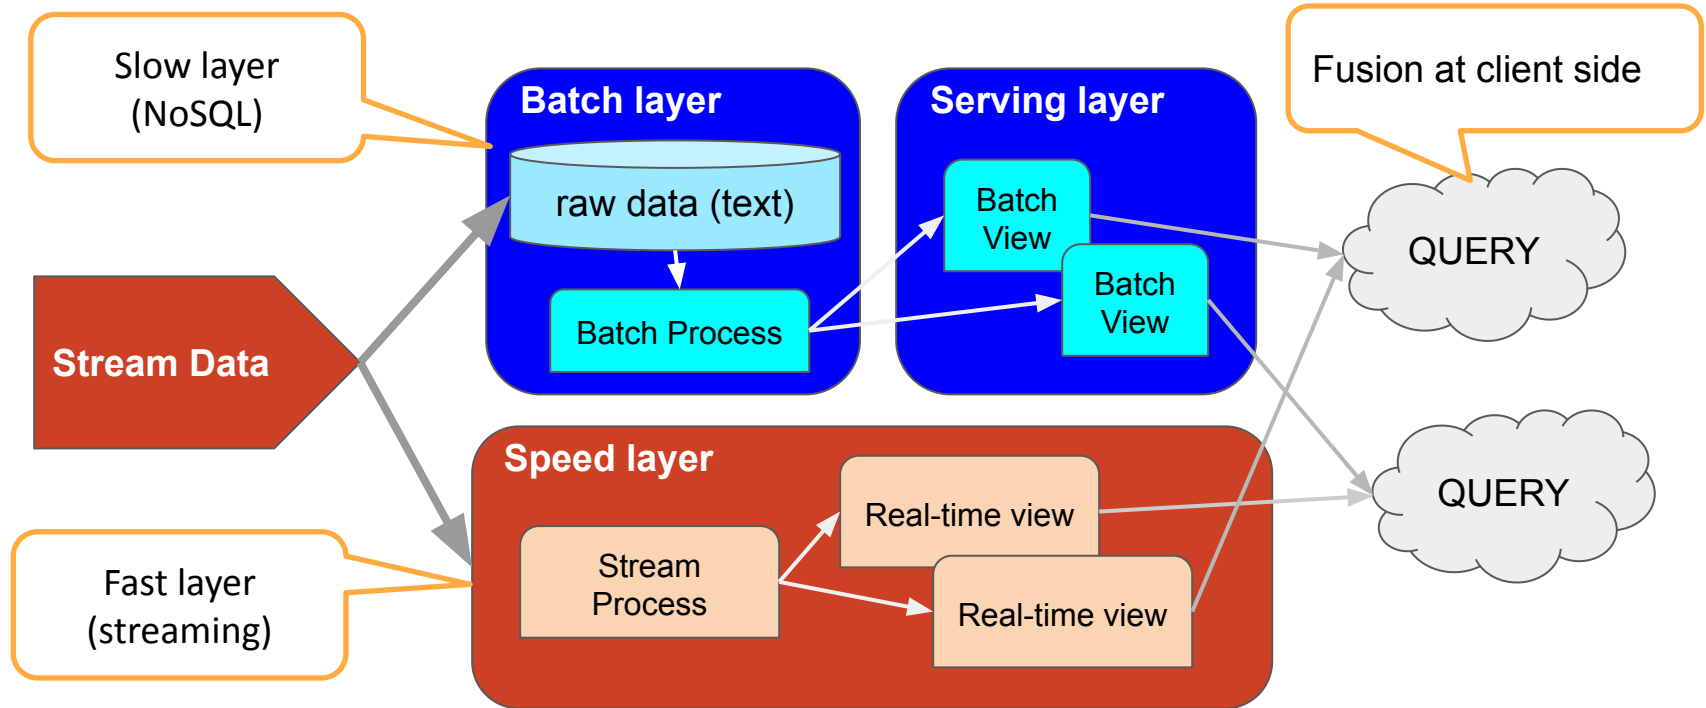 Slow layer
(NoSQL)
Batch layer
raw data (text)
Batch Process
Serving layer
Batch
View
Batch
View
Fusion at client side
QUERY
Stream Data
QUERY
Speed layer
Stream
Process
Real-time view
Real-time view
Fast layer
(streaming)